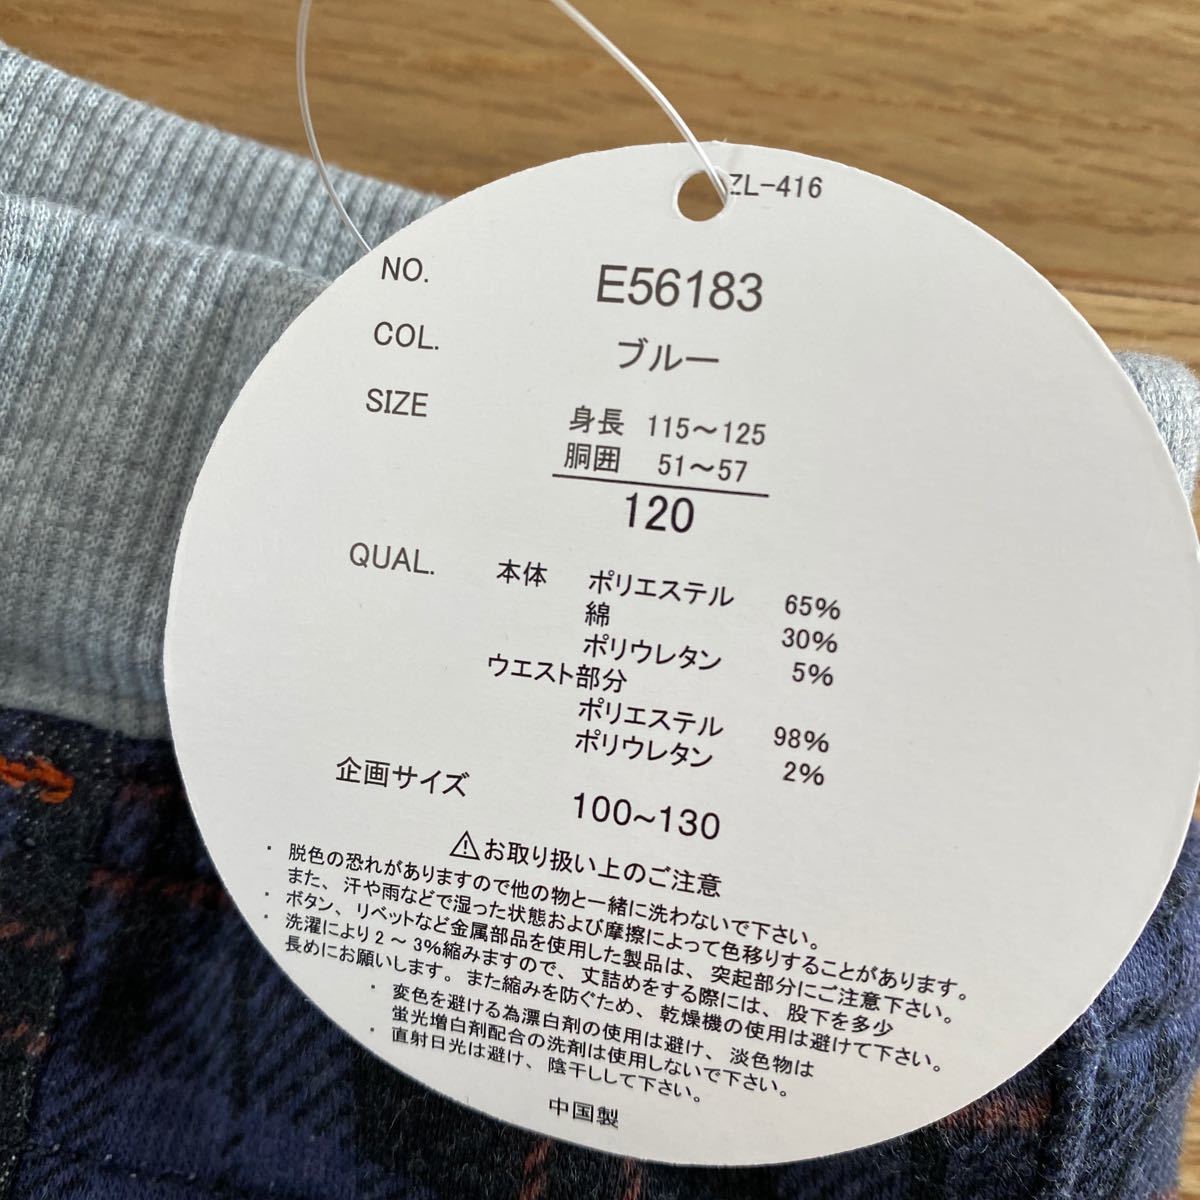 ZL-416
NO. E56183
COL. ブルー
SIZE 身長 115～125
胴囲 51～57
120
QUAL. 本体 ポリエステル 65%
綿 30%
ポリウレタン 5%
ウエスト部分
ポリエステル 98%
ポリウレタン 2%
企画サイズ 100~130
⚠お取り扱い上のご注意
・脱色の恐れがありますので他の物と一緒に洗わないで下さい。
また、汗や雨などで湿った状態および摩擦によって色移りすることがあります。
・ボタン、リベットなど金属部品を使用した製品は、突起部分にご注意下さい。
・洗濯により2～3%縮みますので、丈詰めをする際には、股下を多少
長めにお願いします。また縮みを防ぐため、乾燥機の使用は避けて下さい。
・変色を避ける為漂白剤の使用は避け、淡色物は
蛍光増白剤配合の洗剤は使用しないで下さい。
・直射日光は避け、陰干しして下さい。
中国製